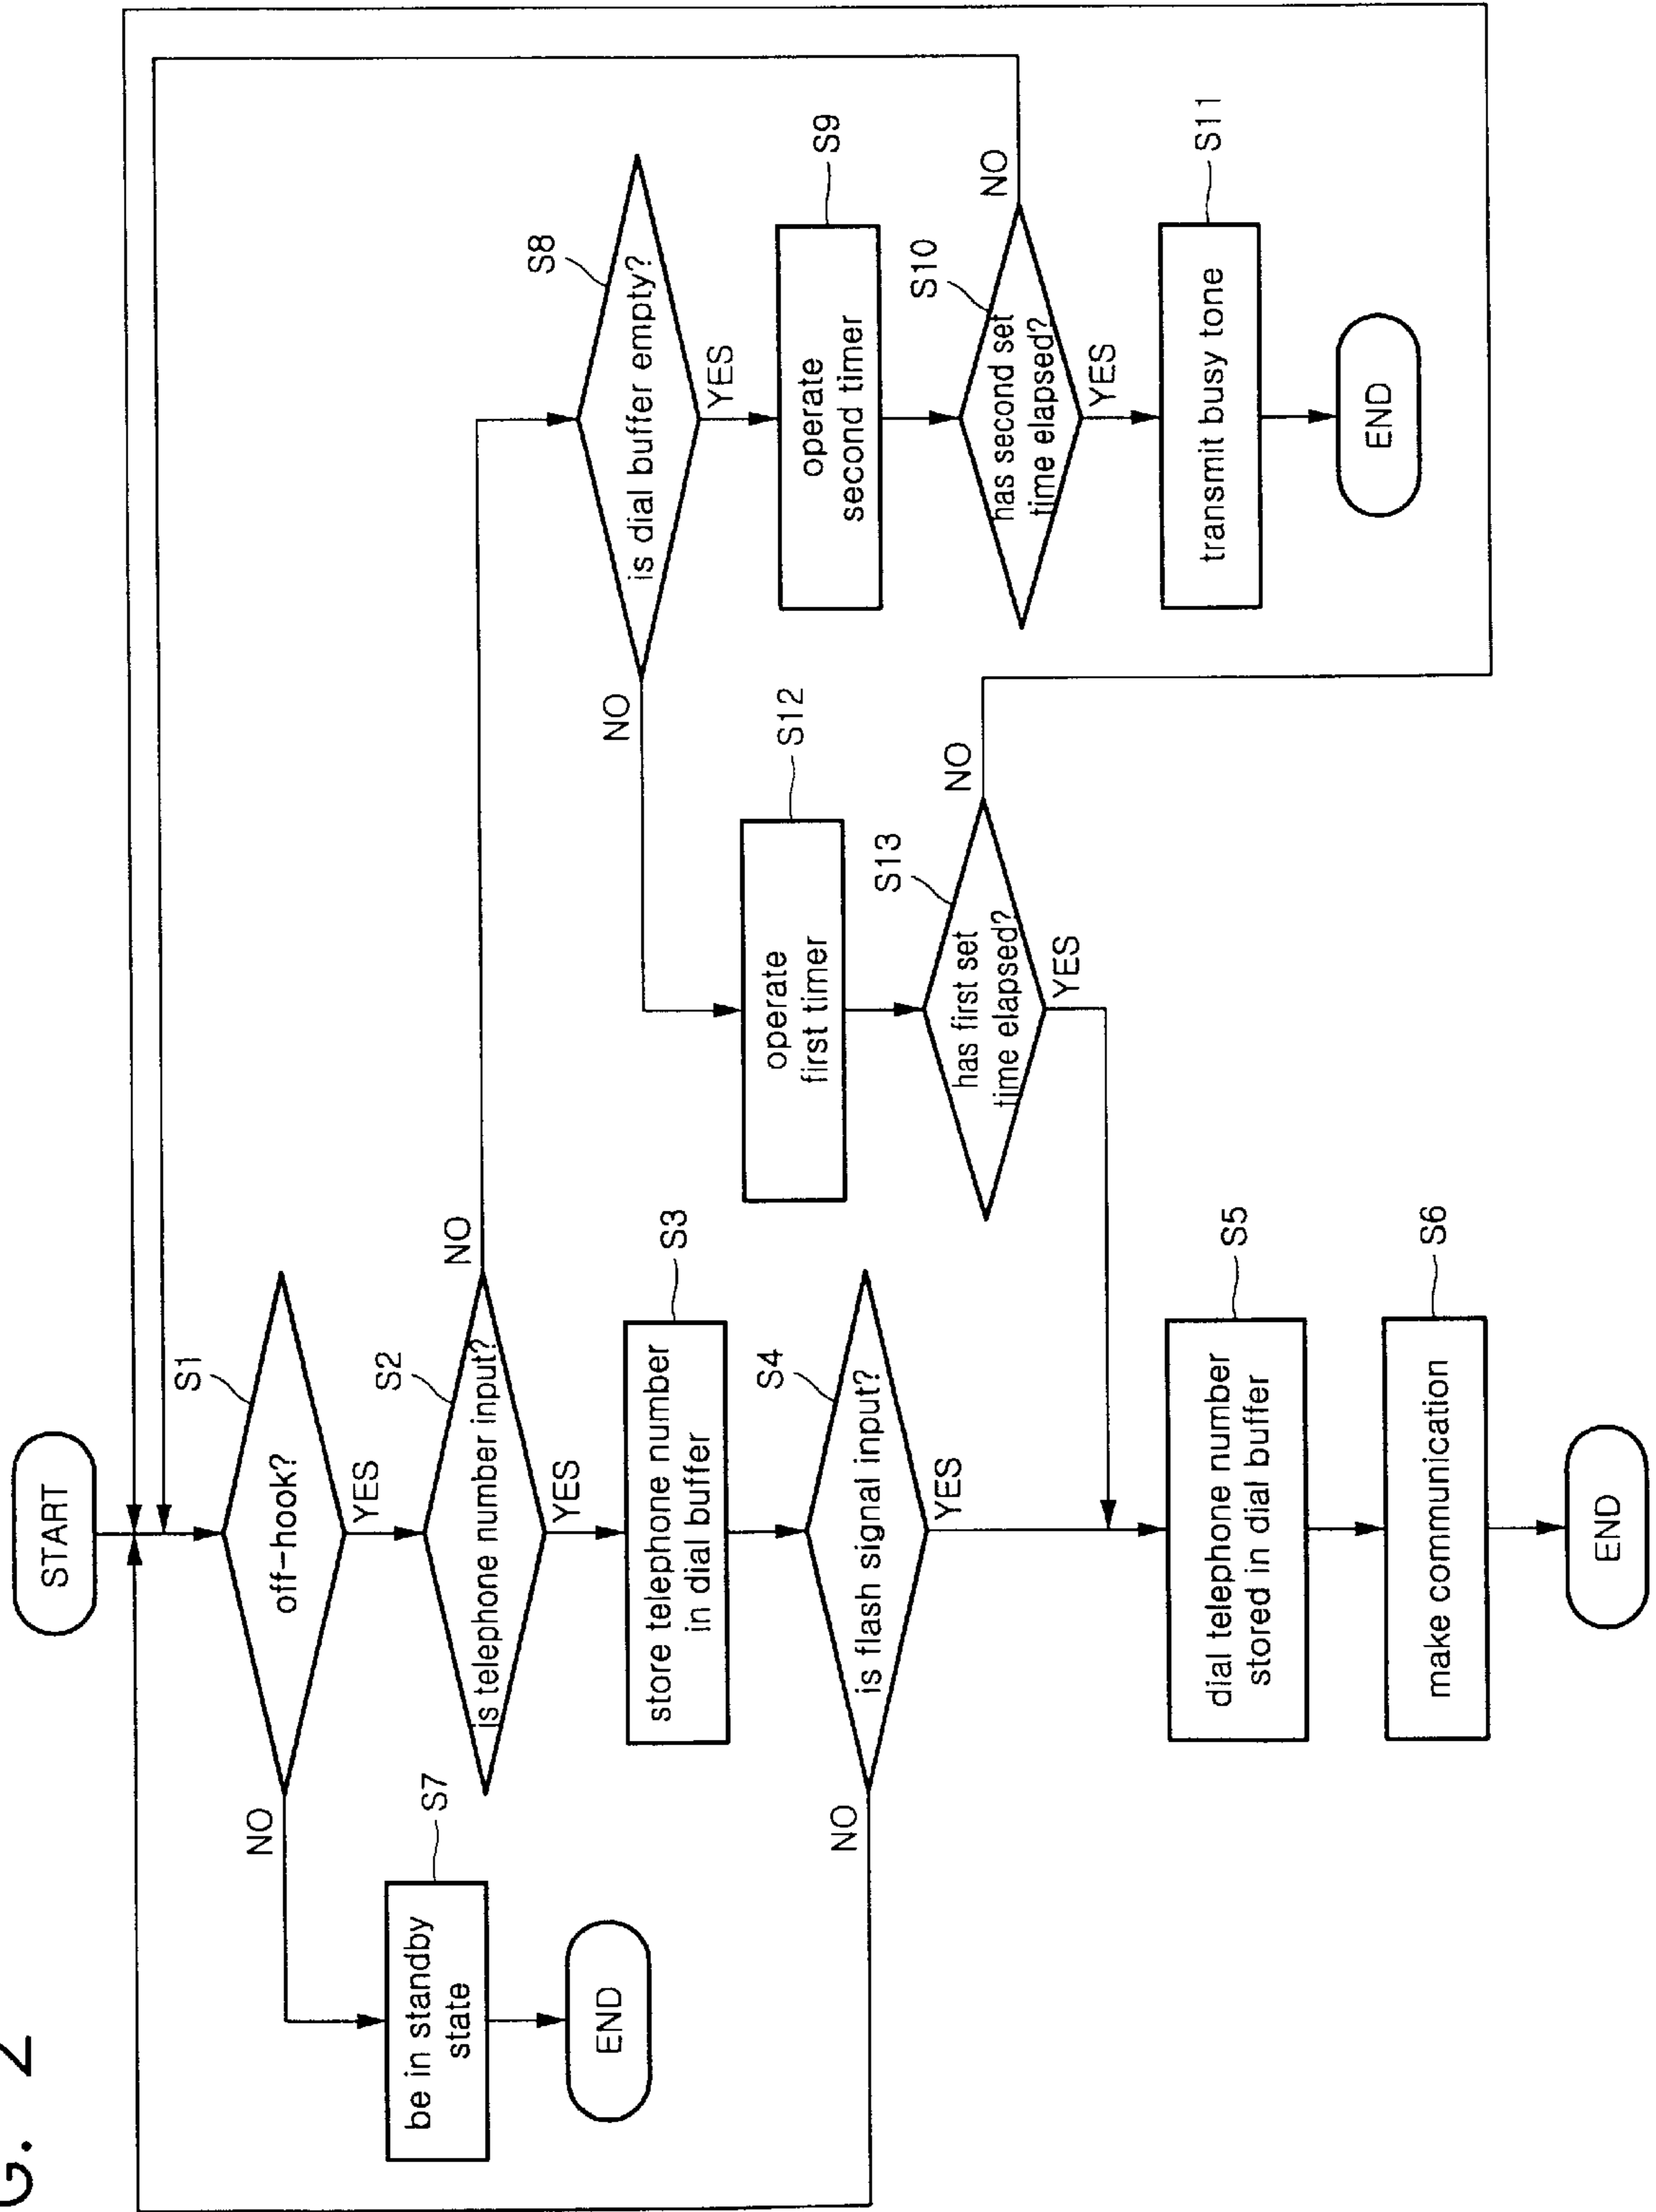 G. 2
START
S1
off-hook?
NO
YES
S7
be in standby
state
END
S2
is telephone number input?
NO
YES
S3
store telephone number
in dial buffer
S4
is flash signal input?
NO
YES
S5
dial telephone number
stored in dial buffer
S6
make communication
END
S8
is dial buffer empty?
NO
YES
S12
operate
first timer
S13
has first set
time elapsed?
NO
YES
S9
operate
second timer
S10
has second set
time elapsed?
NO
YES
S11
transmit busy tone
END